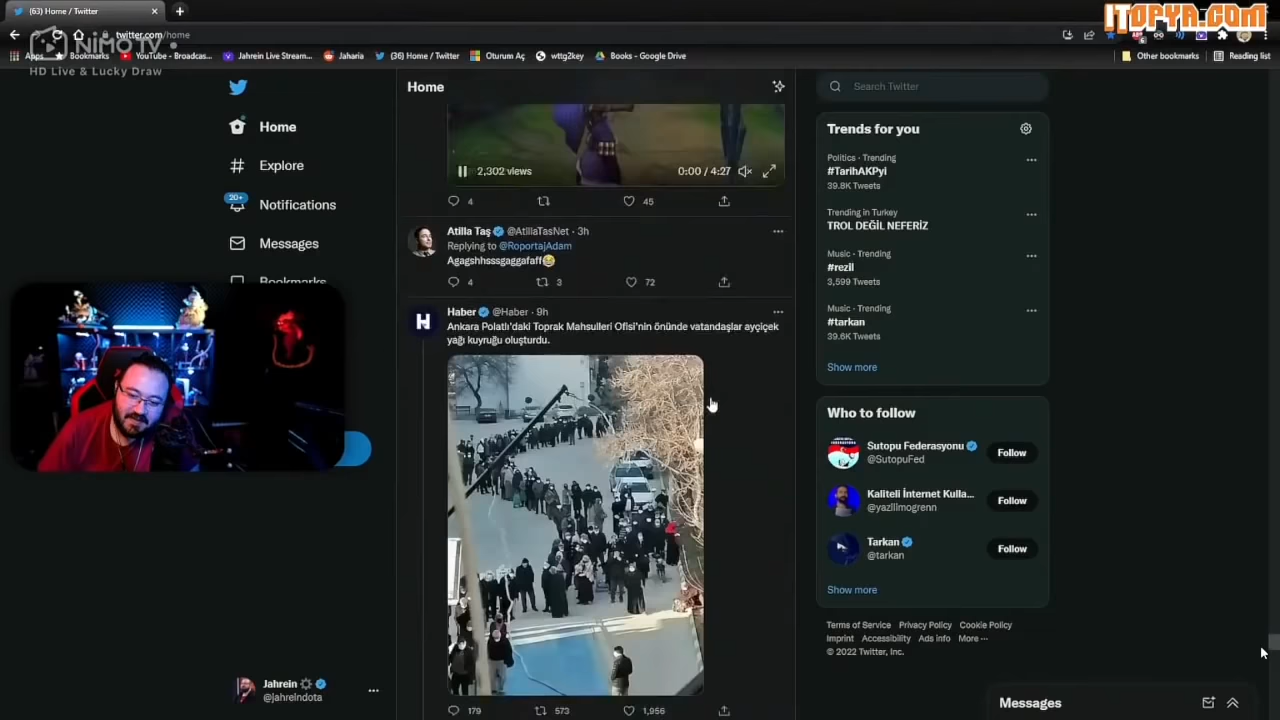 (63) Home / Twitter
ITOPYA.COM
twitter.com/home
NiMO TV
HD Live & Lucky Draw
Apps
Bookmarks
YouTube - Broadcas...
Jahrein Live Stream...
Jaharia
(36) Home / Twitter
Oturum Aç
wttg2key
Books - Google Drive
Other bookmarks
Reading list
Home
Explore
20+
Notifications
Messages
Bookmarks
Jahrein
@jahreindota
Home
2,302 views
0:00 / 4:27
4
45
Atilla Taş @AtillaTasNet · 3h
Replying to @RoportajAdam
Agagshhsssgaggafaff😂
4
3
72
H
Haber @Haber · 9h
Ankara Polatlı'daki Toprak Mahsulleri Ofisi'nin önünde vatandaşlar ayçiçek
yağı kuyruğu oluşturdu.
179
573
1,956
Search Twitter
Trends for you
Politics · Trending
#TarihAKPyi
39.8K Tweets
Trending in Turkey
TROL DEĞİL NEFERİZ
Music · Trending
#rezil
3,599 Tweets
Music · Trending
#tarkan
39.6K Tweets
Show more
Who to follow
Sutopu Federasyonu
@SutopuFed
Follow
Kaliteli İnternet Kulla...
@yazilimogrenn
Follow
Tarkan
@tarkan
Follow
Show more
Terms of Service Privacy Policy Cookie Policy
Imprint Accessibility Ads info More ···
© 2022 Twitter, Inc.
Messages